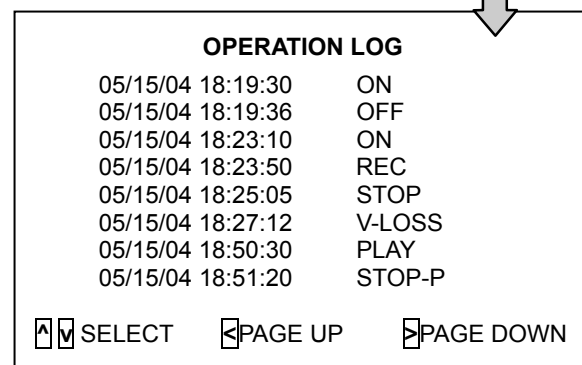 OPERATION LOG
05/15/04 18:19:30 ON
05/15/04 18:19:36 OFF
05/15/04 18:23:10 ON
05/15/04 18:23:50 REC
05/15/04 18:25:05 STOP
05/15/04 18:27:12 V-LOSS
05/15/04 18:50:30 PLAY
05/15/04 18:51:20 STOP-P
^ v SELECT <PAGE UP >PAGE DOWN